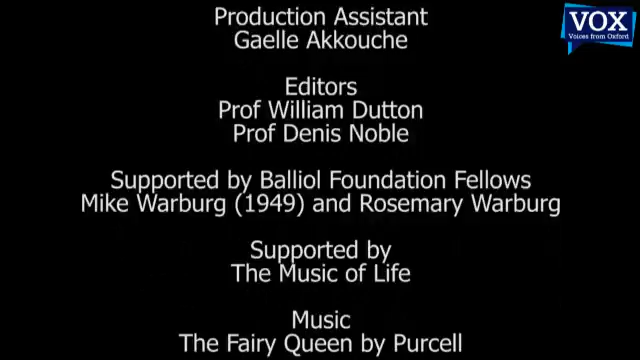 VOX
Voices from Oxford
Production Assistant
Gaelle Akkouche
Editors
Prof William Dutton
Prof Denis Noble
Supported by Balliol Foundation Fellows
Mike Warburg (1949) and Rosemary Warburg
Supported by
The Music of Life
Music
The Fairy Queen by Purcell